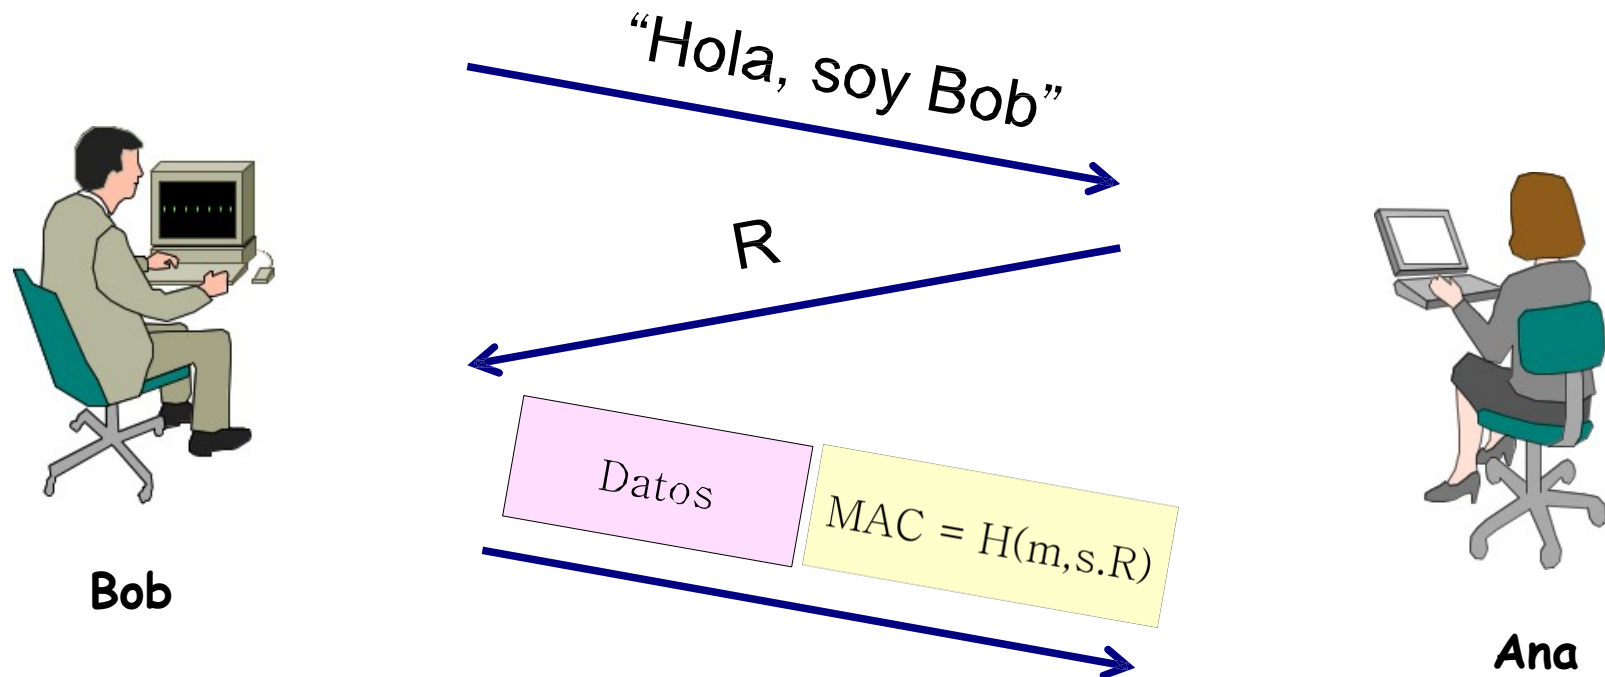 “Hola, soy Bob”
R
Datos
MAC = H(m,s.R)
Bob
Ana